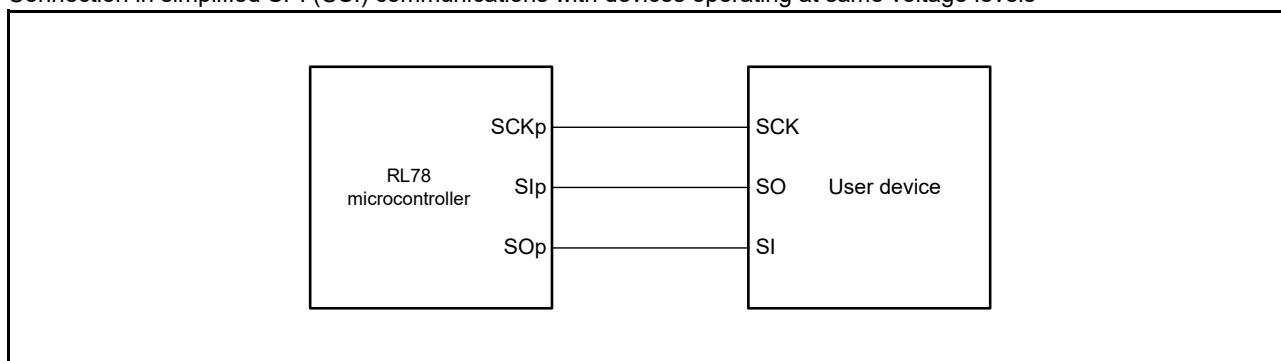 Connection in simplified SPI (CSI) communications with devices operating at same voltage levels
SCKp SCK
RL78
microcontroller
SIp SO User device
SOp SI